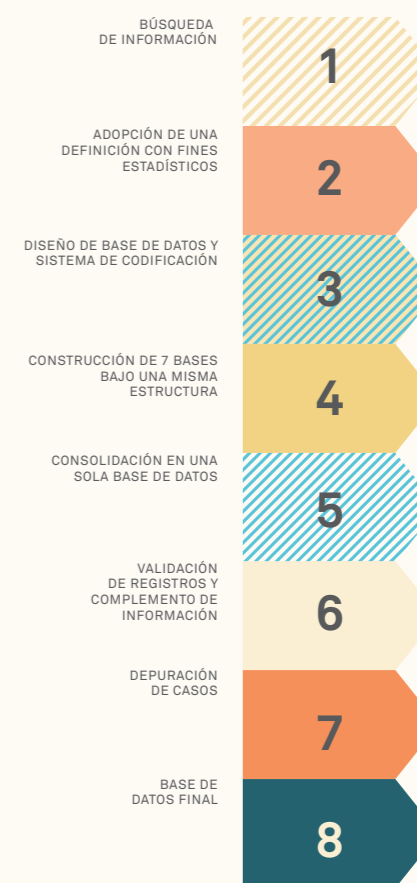 BÚSQUEDA
DE INFORMACIÓN
1
ADOPCIÓN DE UNA
DEFINICIÓN CON FINES
ESTADÍSTICOS
2
DISEÑO DE BASE DE DATOS Y
SISTEMA DE CODIFICACIÓN
3
CONSTRUCCIÓN DE 7 BASES
BAJO UNA MISMA
ESTRUCTURA
4
CONSOLIDACIÓN EN UNA
SOLA BASE DE DATOS
5
VALIDACIÓN
DE REGISTROS Y
COMPLEMENTO DE
INFORMACIÓN
6
DEPURACIÓN
DE CASOS
7
BASE DE
DATOS FINAL
8